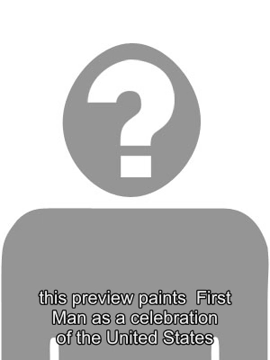 ?
this preview paints First
Man as a celebration
of the United States